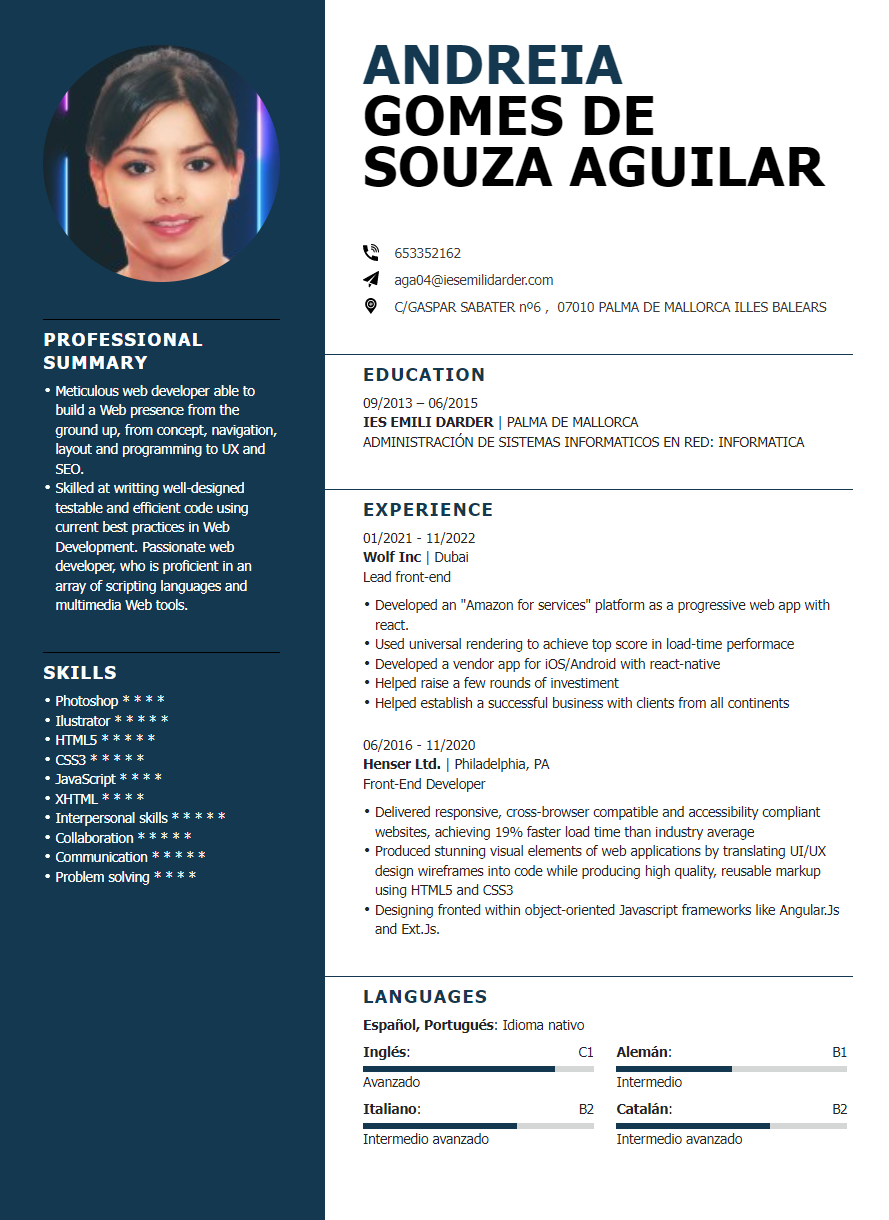 ANDREIA
GOMES DE
SOUZA AGUILAR
653352162
aga04@iesemilidarder.com
C/GASPAR SABATER nº6 , 07010 PALMA DE MALLORCA ILLES BALEARS
PROFESSIONAL
SUMMARY
• Meticulous web developer able to
build a Web presence from the
ground up, from concept, navigation,
layout and programming to UX and
SEO.
• Skilled at writting well-designed
testable and efficient code using
current best practices in Web
Development. Passionate web
developer, who is proficient in an
array of scripting languages and
multimedia Web tools.
SKILLS
• Photoshop * * * *
• Ilustrator * * * * *
• HTML5 * * * * *
• CSS3 * * * * *
• JavaScript * * * *
• XHTML * * * *
• Interpersonal skills * * * * *
• Collaboration * * * * *
• Communication * * * * *
• Problem solving * * * *
EDUCATION
09/2013 – 06/2015
IES EMILI DARDER | PALMA DE MALLORCA
ADMINISTRACIÓN DE SISTEMAS INFORMATICOS EN RED: INFORMATICA
EXPERIENCE
01/2021 - 11/2022
Wolf Inc | Dubai
Lead front-end
• Developed an "Amazon for services" platform as a progressive web app with
react.
• Used universal rendering to achieve top score in load-time performace
• Developed a vendor app for iOS/Android with react-native
• Helped raise a few rounds of investiment
• Helped establish a successful business with clients from all continents
06/2016 - 11/2020
Henser Ltd. | Philadelphia, PA
Front-End Developer
• Delivered responsive, cross-browser compatible and accessibility compliant
websites, achieving 19% faster load time than industry average
• Produced stunning visual elements of web applications by translating UI/UX
design wireframes into code while producing high quality, reusable markup
using HTML5 and CSS3
• Designing fronted within object-oriented Javascript frameworks like Angular.Js
and Ext.Js.
LANGUAGES
Español, Portugués: Idioma nativo
Inglés: C1
Avanzado
Alemán: B1
Intermedio
Italiano: B2
Intermedio avanzado
Catalán: B2
Intermedio avanzado